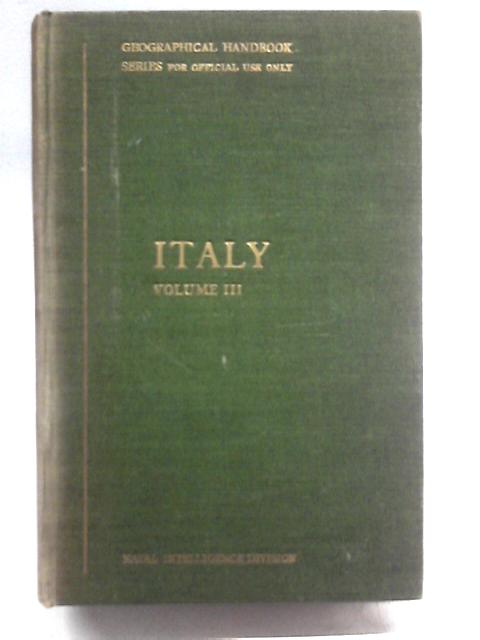 GEOGRAPHICAL HANDBOOK
SERIES FOR OFFICIAL USE ONLY
ITALY
VOLUME III
NAVAL INTELLIGENCE DIVISION